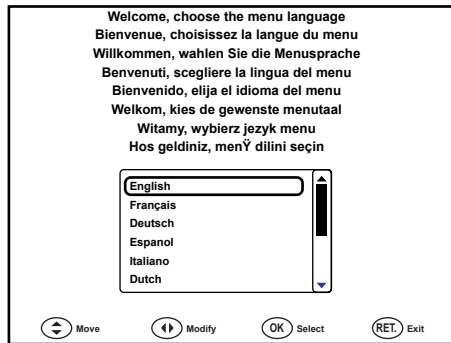 Welcome, choose the menu language
Bienvenue, choisissez la langue du menu
Willkommen, wahlen Sie die Menusprache
Benvenuti, scegliere la lingua del menu
Bienvenido, elija el idioma del menu
Welkom, kies de gewenste menutaal
Witamy, wybierz jezyk menu
Hos geldiniz, menŸ dilini seçin
English
Français
Deutsch
Espanol
Italiano
Dutch
Move Modify OK Select RET. Exit